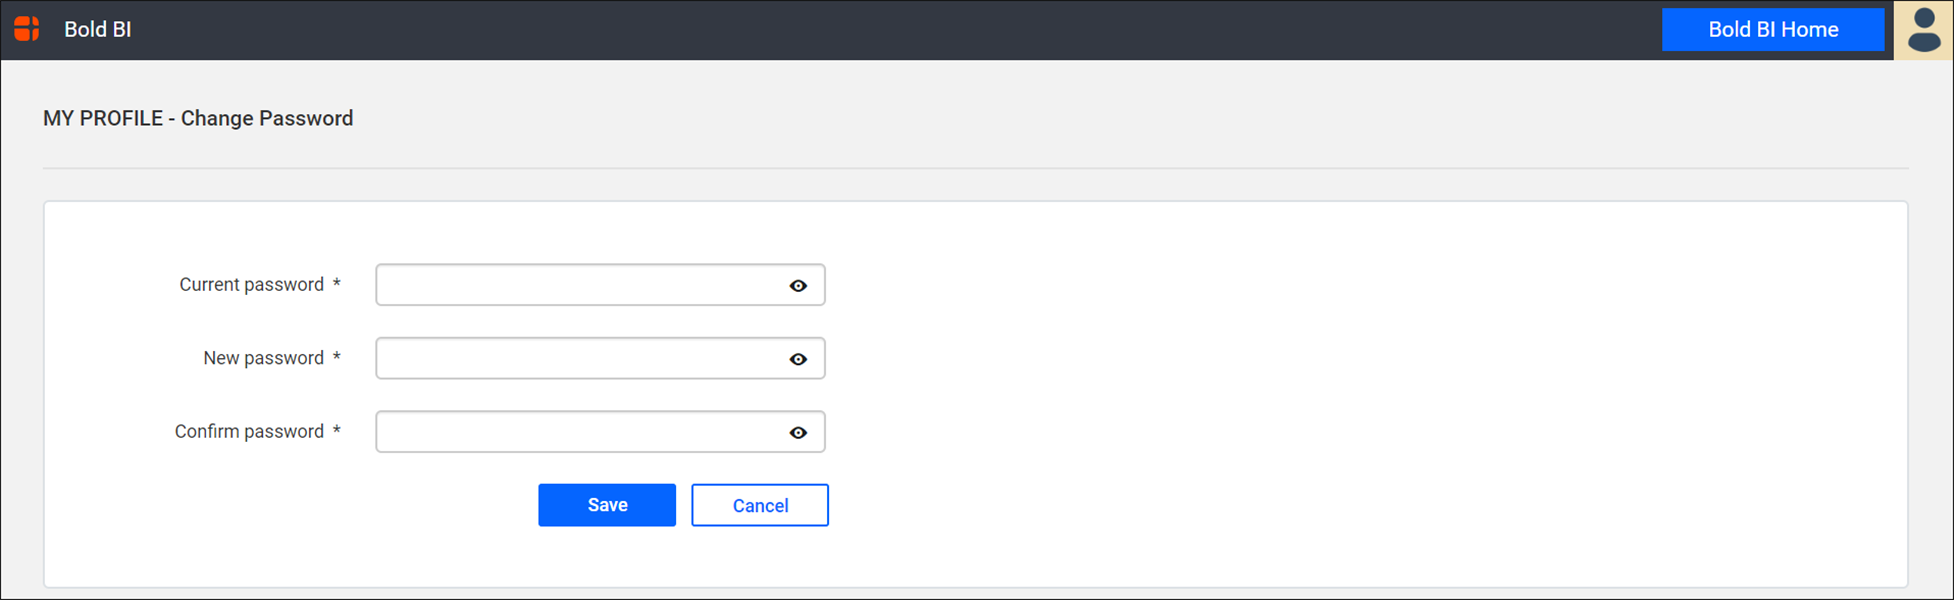 Bold BI
Bold BI Home
MY PROFILE - Change Password
Current password *
New password *
Confirm password *
Save
Cancel